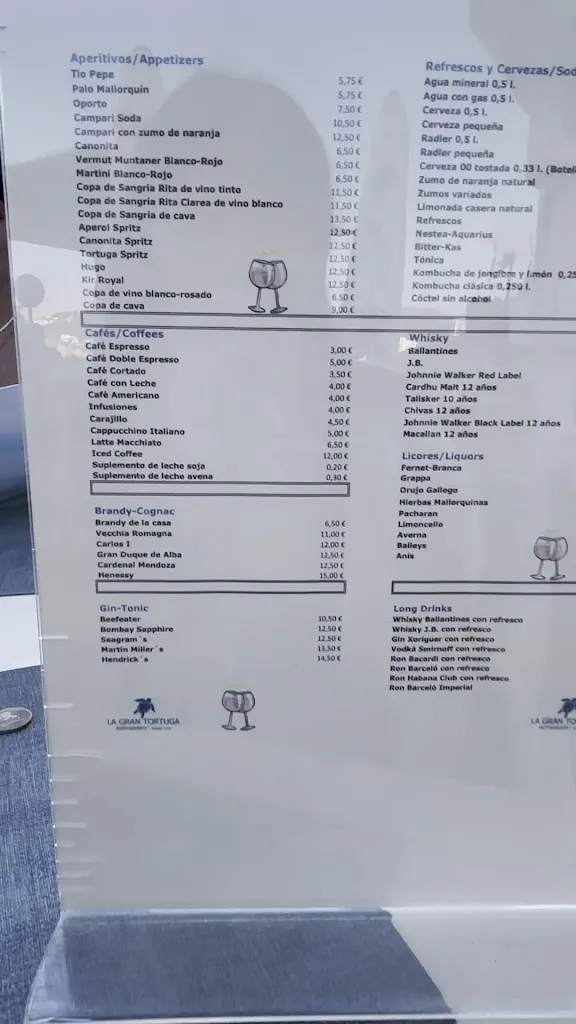 Aperitivos/Appetizers
Tio Pepe 5,75 €
Palo Mallorquin 5,75 €
Oporto 7,50 €
Campari Soda 10,50 €
Campari con zumo de naranja 12,50 €
Canonita 6,50 €
Vermut Muntaner Blanco-Rojo 6,50 €
Martini Blanco-Rojo 6,50 €
Copa de Sangria Rita de vino tinto 11,50 €
Copa de Sangria Rita Clarea de vino blanco 11,50 €
Copa de Sangria de cava 13,50 €
Aperol Spritz 12,50 €
Canonita Spritz 12,50 €
Tortuga Spritz 12,50 €
Hugo 12,50 €
Kir Royal 12,50 €
Copa de vino blanco-rosado 6,50 €
Copa de cava 9,00 €
Cafés/Coffees
Café Espresso 3,00 €
Café Doble Espresso 5,00 €
Café Cortado 3,50 €
Café con Leche 4,00 €
Café Americano 4,00 €
Infusiones 4,00 €
Carajillo 4,50 €
Cappuccino Italiano 5,00 €
Latte Macchiato 6,50 €
Iced Coffee 12,00 €
Suplemento de leche soja 0,20 €
Suplemento de leche avena 0,30 €
Brandy-Cognac
Brandy de la casa 6,50 €
Vecchia Romagna 11,00 €
Carlos I 12,00 €
Gran Duque de Alba 12,50 €
Cardenal Mendoza 12,50 €
Henessy 15,00 €
Gin-Tonic
Beefeater 10,50 €
Bombay Sapphire 12,50 €
Seagram´s 12,50 €
Martin Miller´s 13,50 €
Hendrick´s 14,50 €
LA GRAN TORTUGA
Refrescos y Cervezas/Sod
Agua mineral 0,5 l.
Agua con gas 0,5 l.
Cerveza 0,5 l.
Cerveza pequeña
Radler 0,5 l.
Radler pequeña
Cerveza 00 tostada 0,33 l. (Botell
Zumo de naranja natural
Zumos variados
Limonada casera natural
Refrescos
Nestea-Aquarius
Bitter-Kas
Tónica
Kombucha de jengibre y limón 0,25
Kombucha clásica 0,250 l.
Cóctel sin alcohol
Whisky
Ballantines
J.B.
Johnnie Walker Red Label
Cardhu Malt 12 años
Talisker 10 años
Chivas 12 años
Johnnie Walker Black Label 12 años
Macallan 12 años
Licores/Liquors
Fernet-Branca
Grappa
Orujo Gallego
Hierbas Mallorquinas
Pacharan
Limoncello
Averna
Baileys
Anis
Long Drinks
Whisky Ballantines con refresco
Whisky J.B. con refresco
Gin Xoriguer con refresco
Vodkà Smirnoff con refresco
Ron Bacardi con refresco
Ron Barceló con refresco
Ron Habana Club con refresco
Ron Barceló Imperial
LA GRAN TO